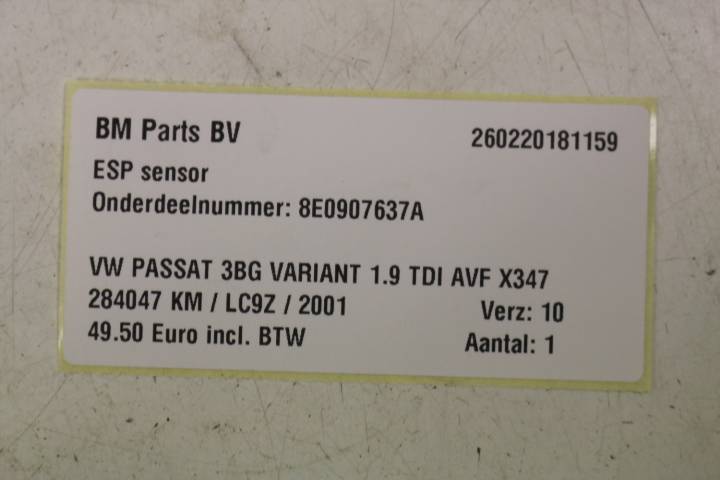 BM Parts BV 260220181159
ESP sensor
Onderdeelnummer: 8E0907637A
VW PASSAT 3BG VARIANT 1.9 TDI AVF X347
284047 KM / LC9Z / 2001 Verz: 10
49.50 Euro incl. BTW Aantal: 1